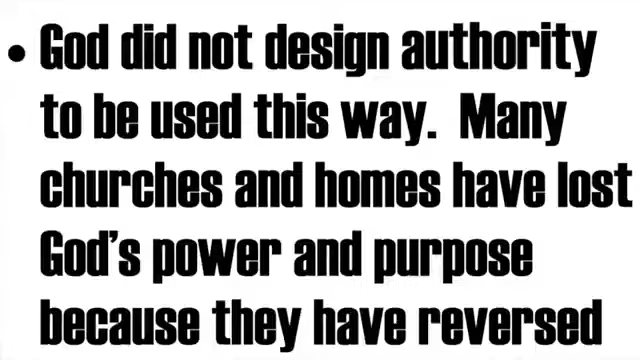 • God did not design authority
to be used this way.  Many
churches and homes have lost
God's power and purpose
because they have reversed